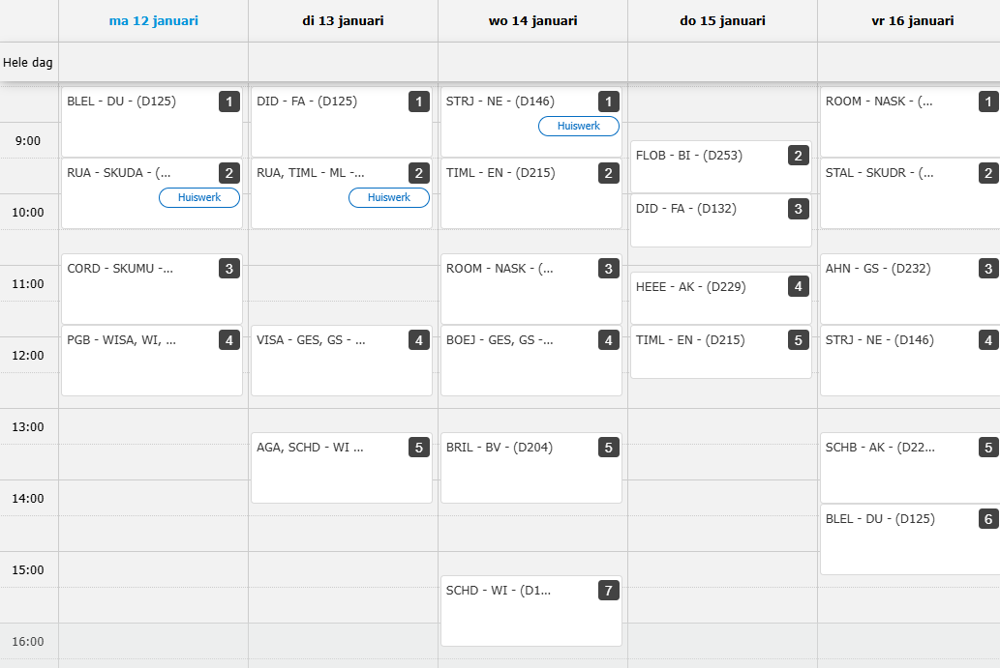 ma 12 januari
di 13 januari
wo 14 januari
do 15 januari
vr 16 januari
Hele dag
9:00
10:00
11:00
12:00
13:00
14:00
15:00
16:00
BLEL - DU - (D125) 1
RUA - SKUDA - (... 2
Huiswerk
CORD - SKUMU -... 3
PGB - WISA, WI, ... 4
DID - FA - (D125) 1
RUA, TIML - ML -... 2
Huiswerk
VISA - GES, GS - ... 4
AGA, SCHD - WI ... 5
STRJ - NE - (D146) 1
Huiswerk
TIML - EN - (D215) 2
ROOM - NASK - (... 3
BOEJ - GES, GS -... 4
BRIL - BV - (D204) 5
SCHD - WI - (D1... 7
FLOB - BI - (D253) 2
DID - FA - (D132) 3
HEEE - AK - (D229) 4
TIML - EN - (D215) 5
ROOM - NASK - (... 1
STAL - SKUDR - (... 2
AHN - GS - (D232) 3
STRJ - NE - (D146) 4
SCHB - AK - (D22... 5
BLEL - DU - (D125) 6